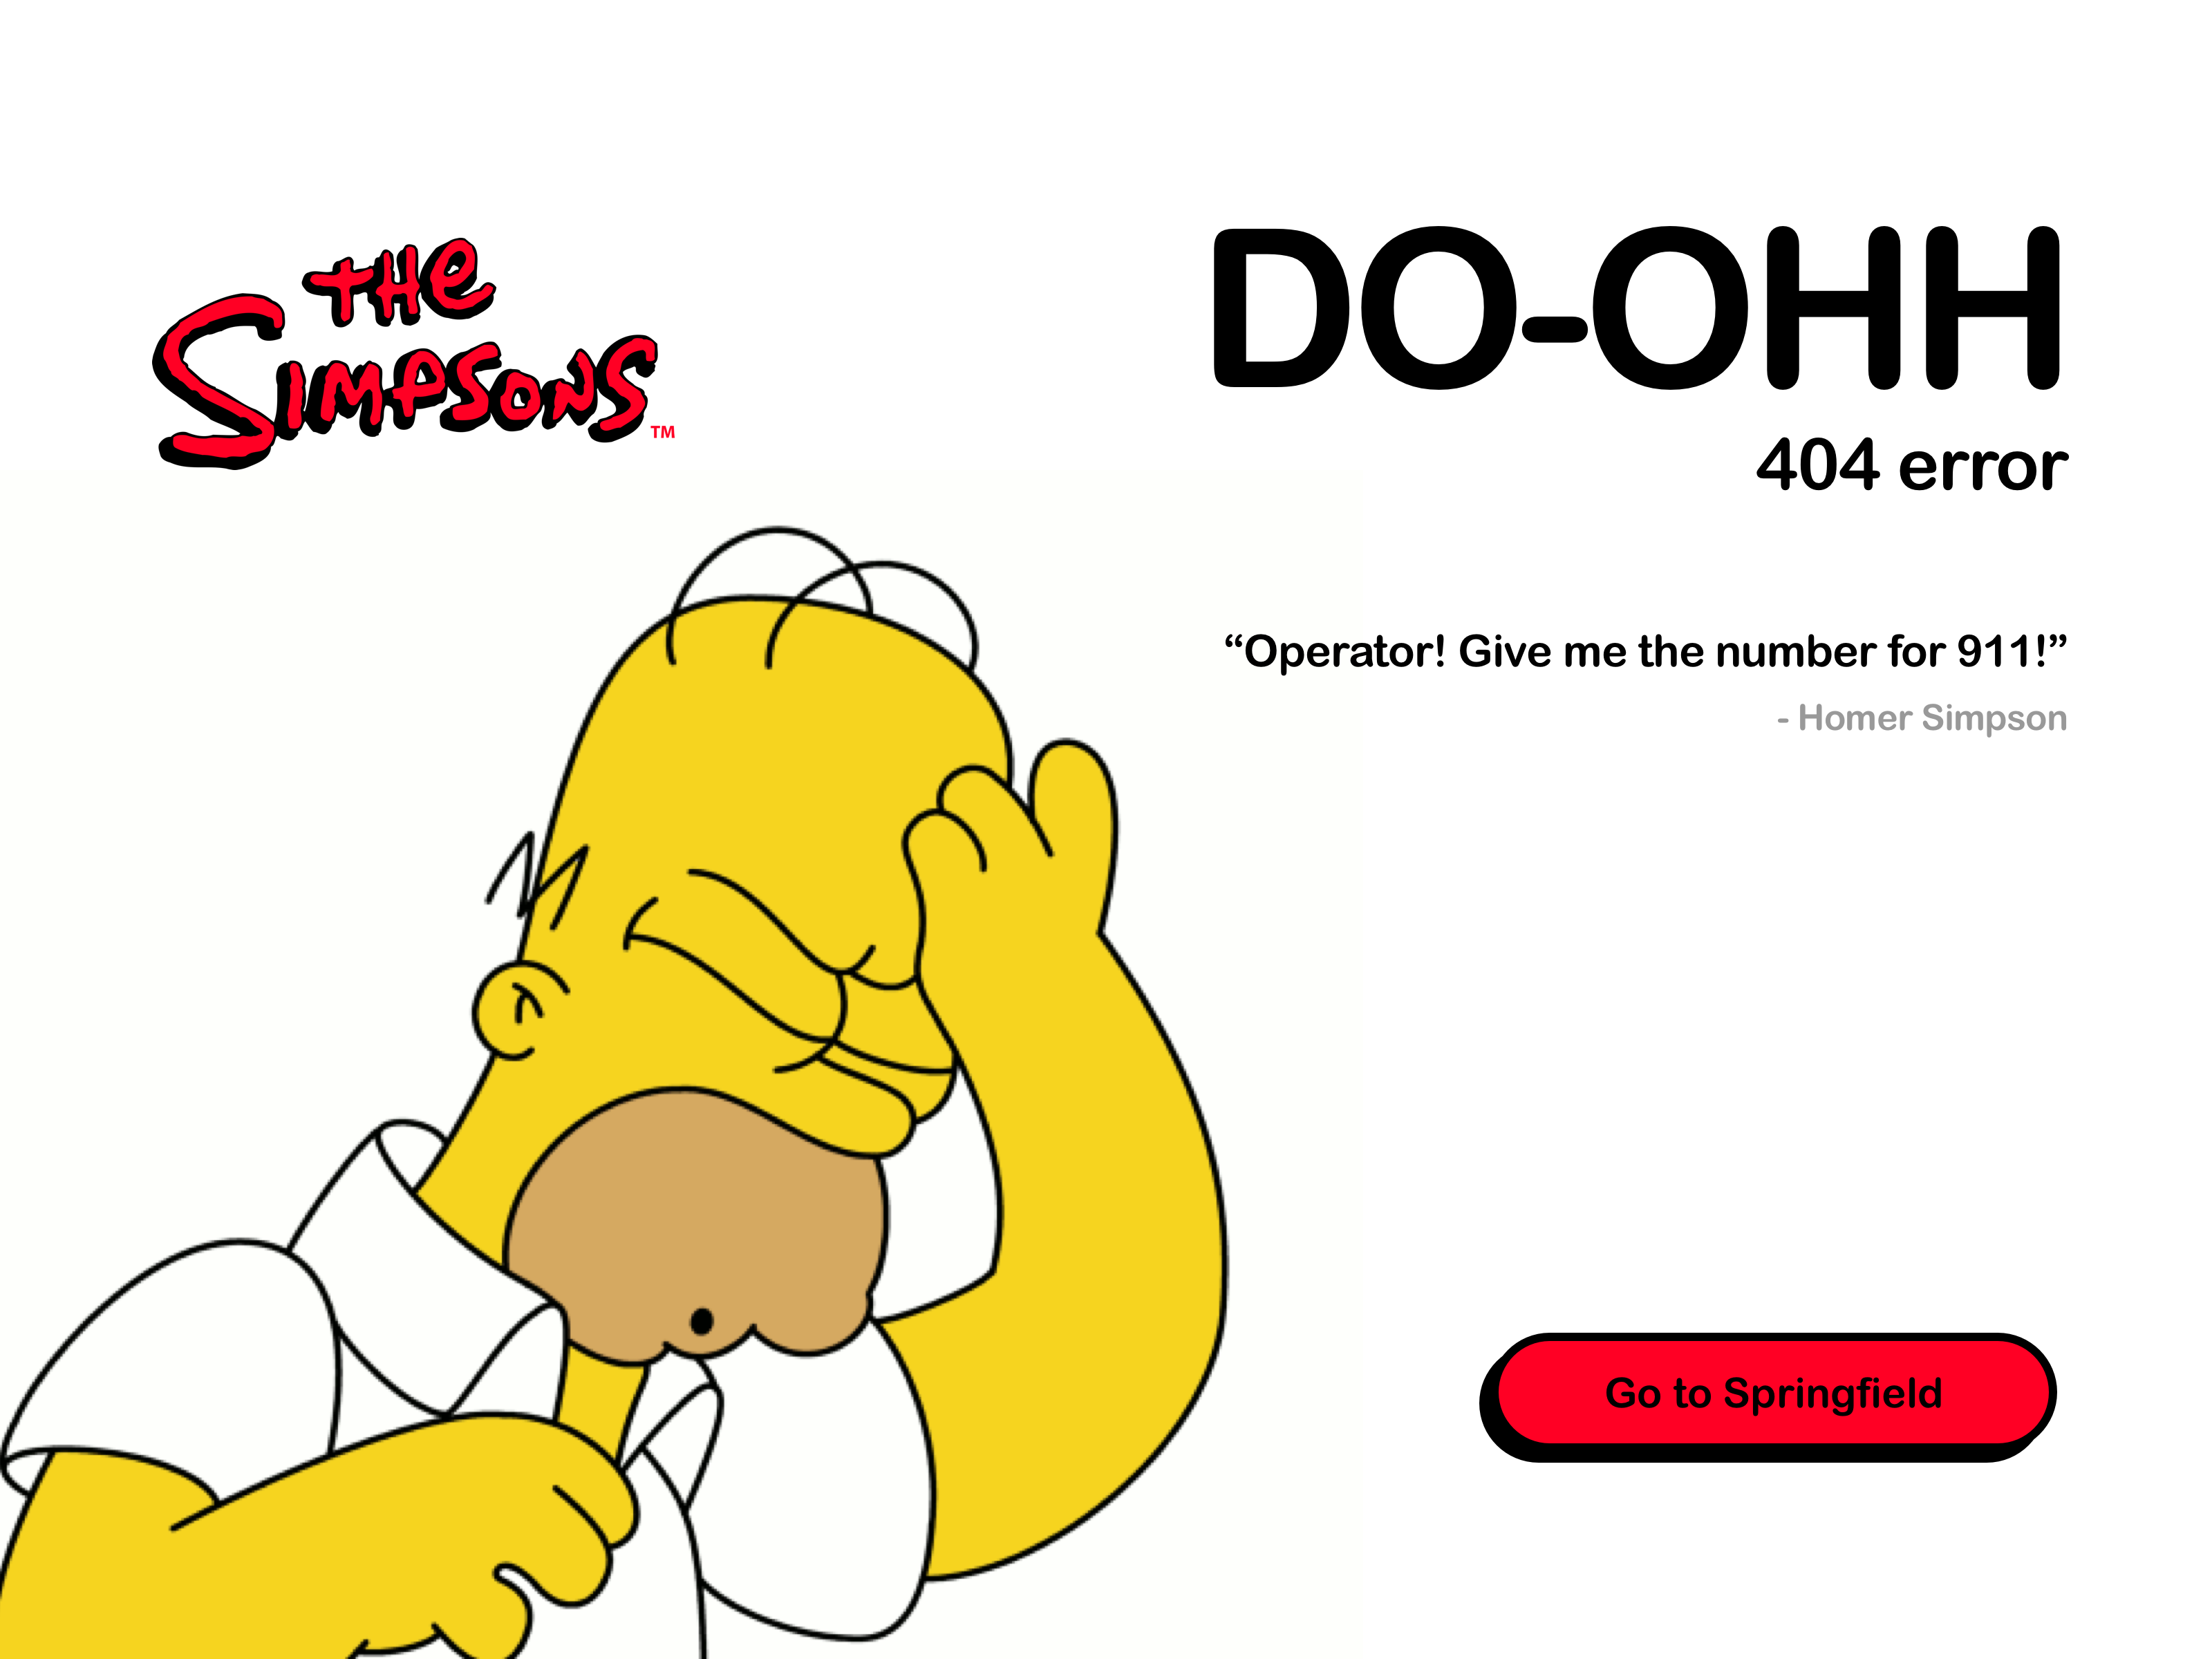 the
Simpsons™
DO-OHH
404 error
“Operator! Give me the number for 911!”
- Homer Simpson
Go to Springfield